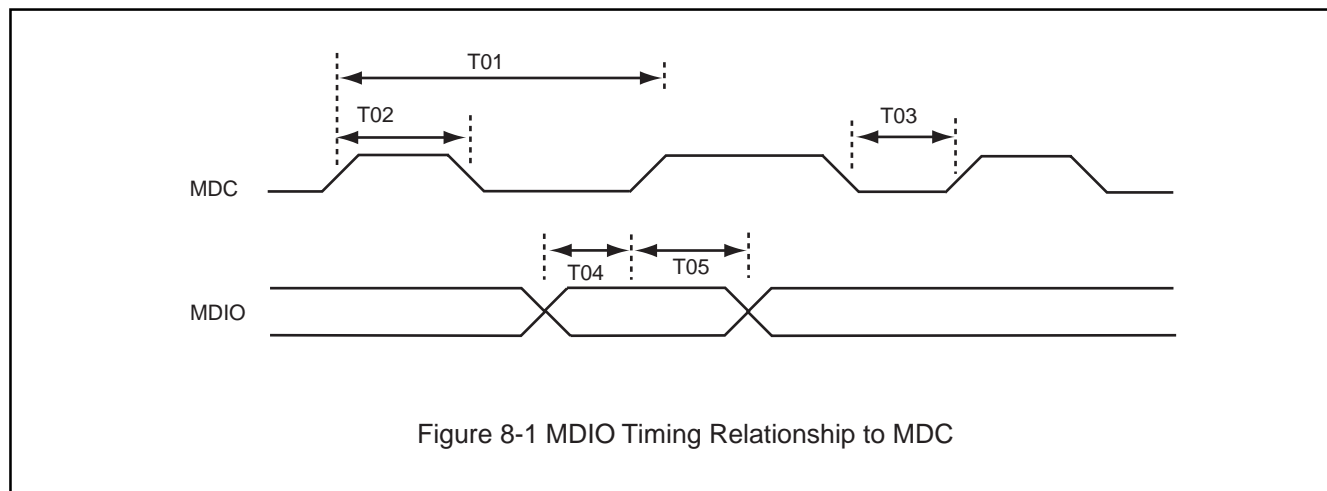 T01
T02
T03
MDC
T04
T05
MDIO
Figure 8-1 MDIO Timing Relationship to MDC